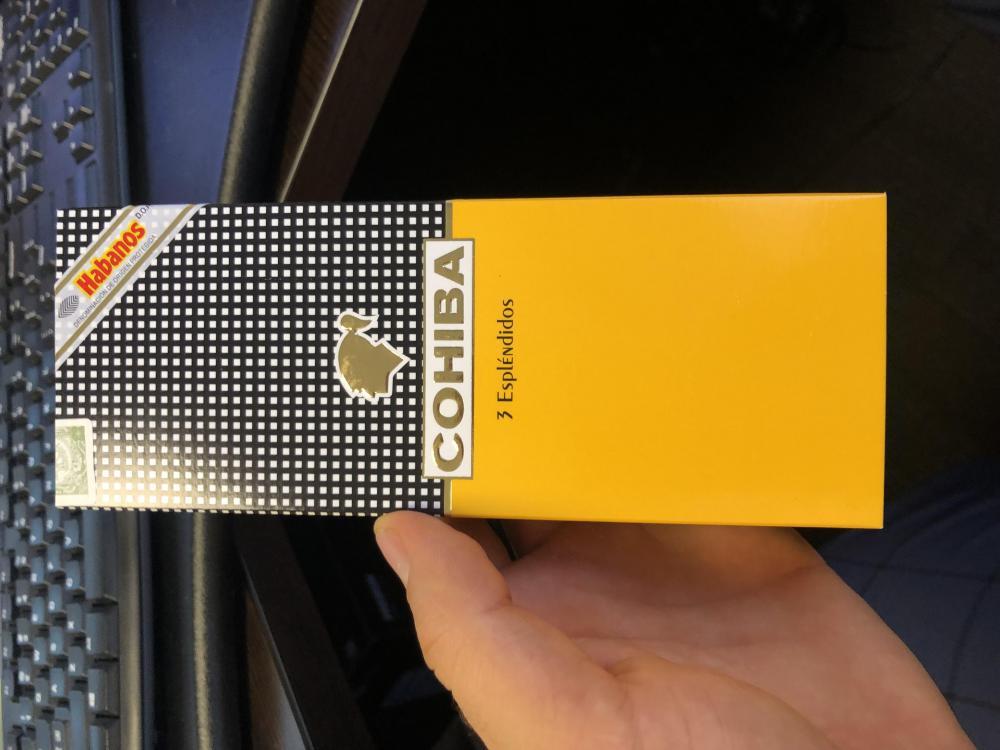 Habanos
D.O.P.
DENOMINACIÓN DE ORIGEN PROTEGIDA
COHIBA
3 EsplÉNdidos